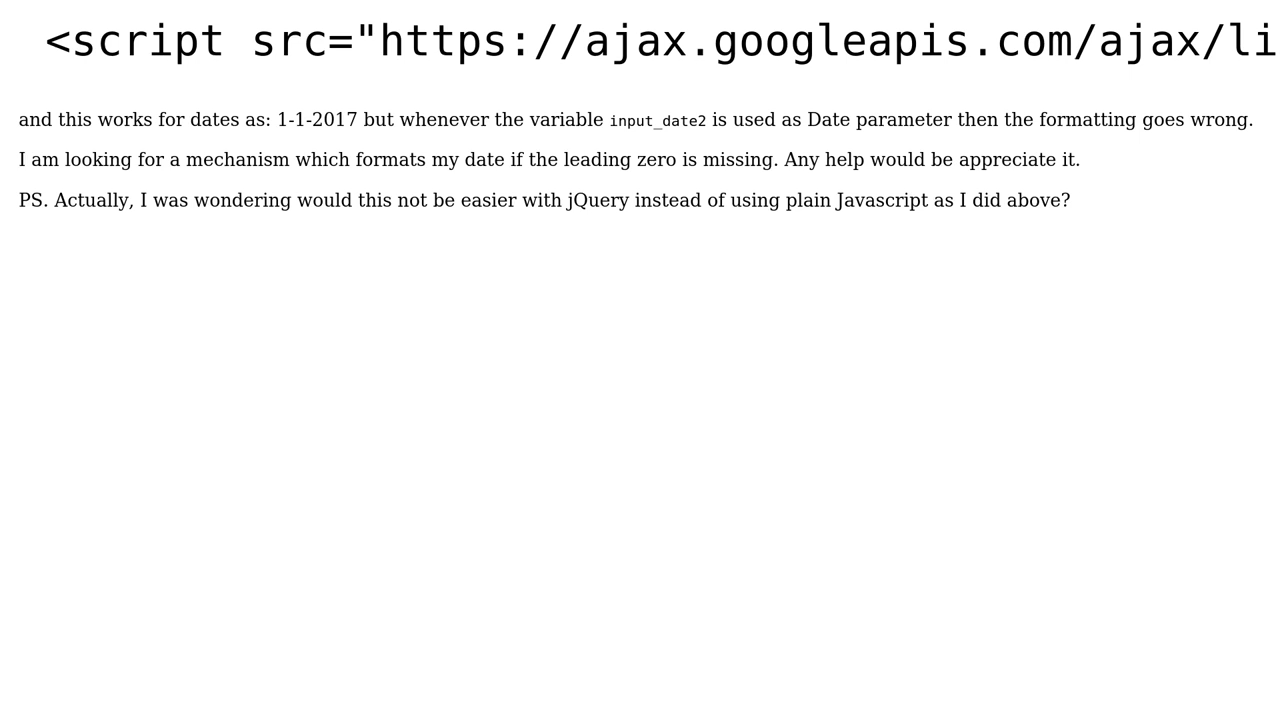 <script src="https://ajax.googleapis.com/ajax/li
and this works for dates as: 1-1-2017 but whenever the variable input_date2 is used as Date parameter then the formatting goes wrong.
I am looking for a mechanism which formats my date if the leading zero is missing. Any help would be appreciate it.
PS. Actually, I was wondering would this not be easier with jQuery instead of using plain Javascript as I did above?